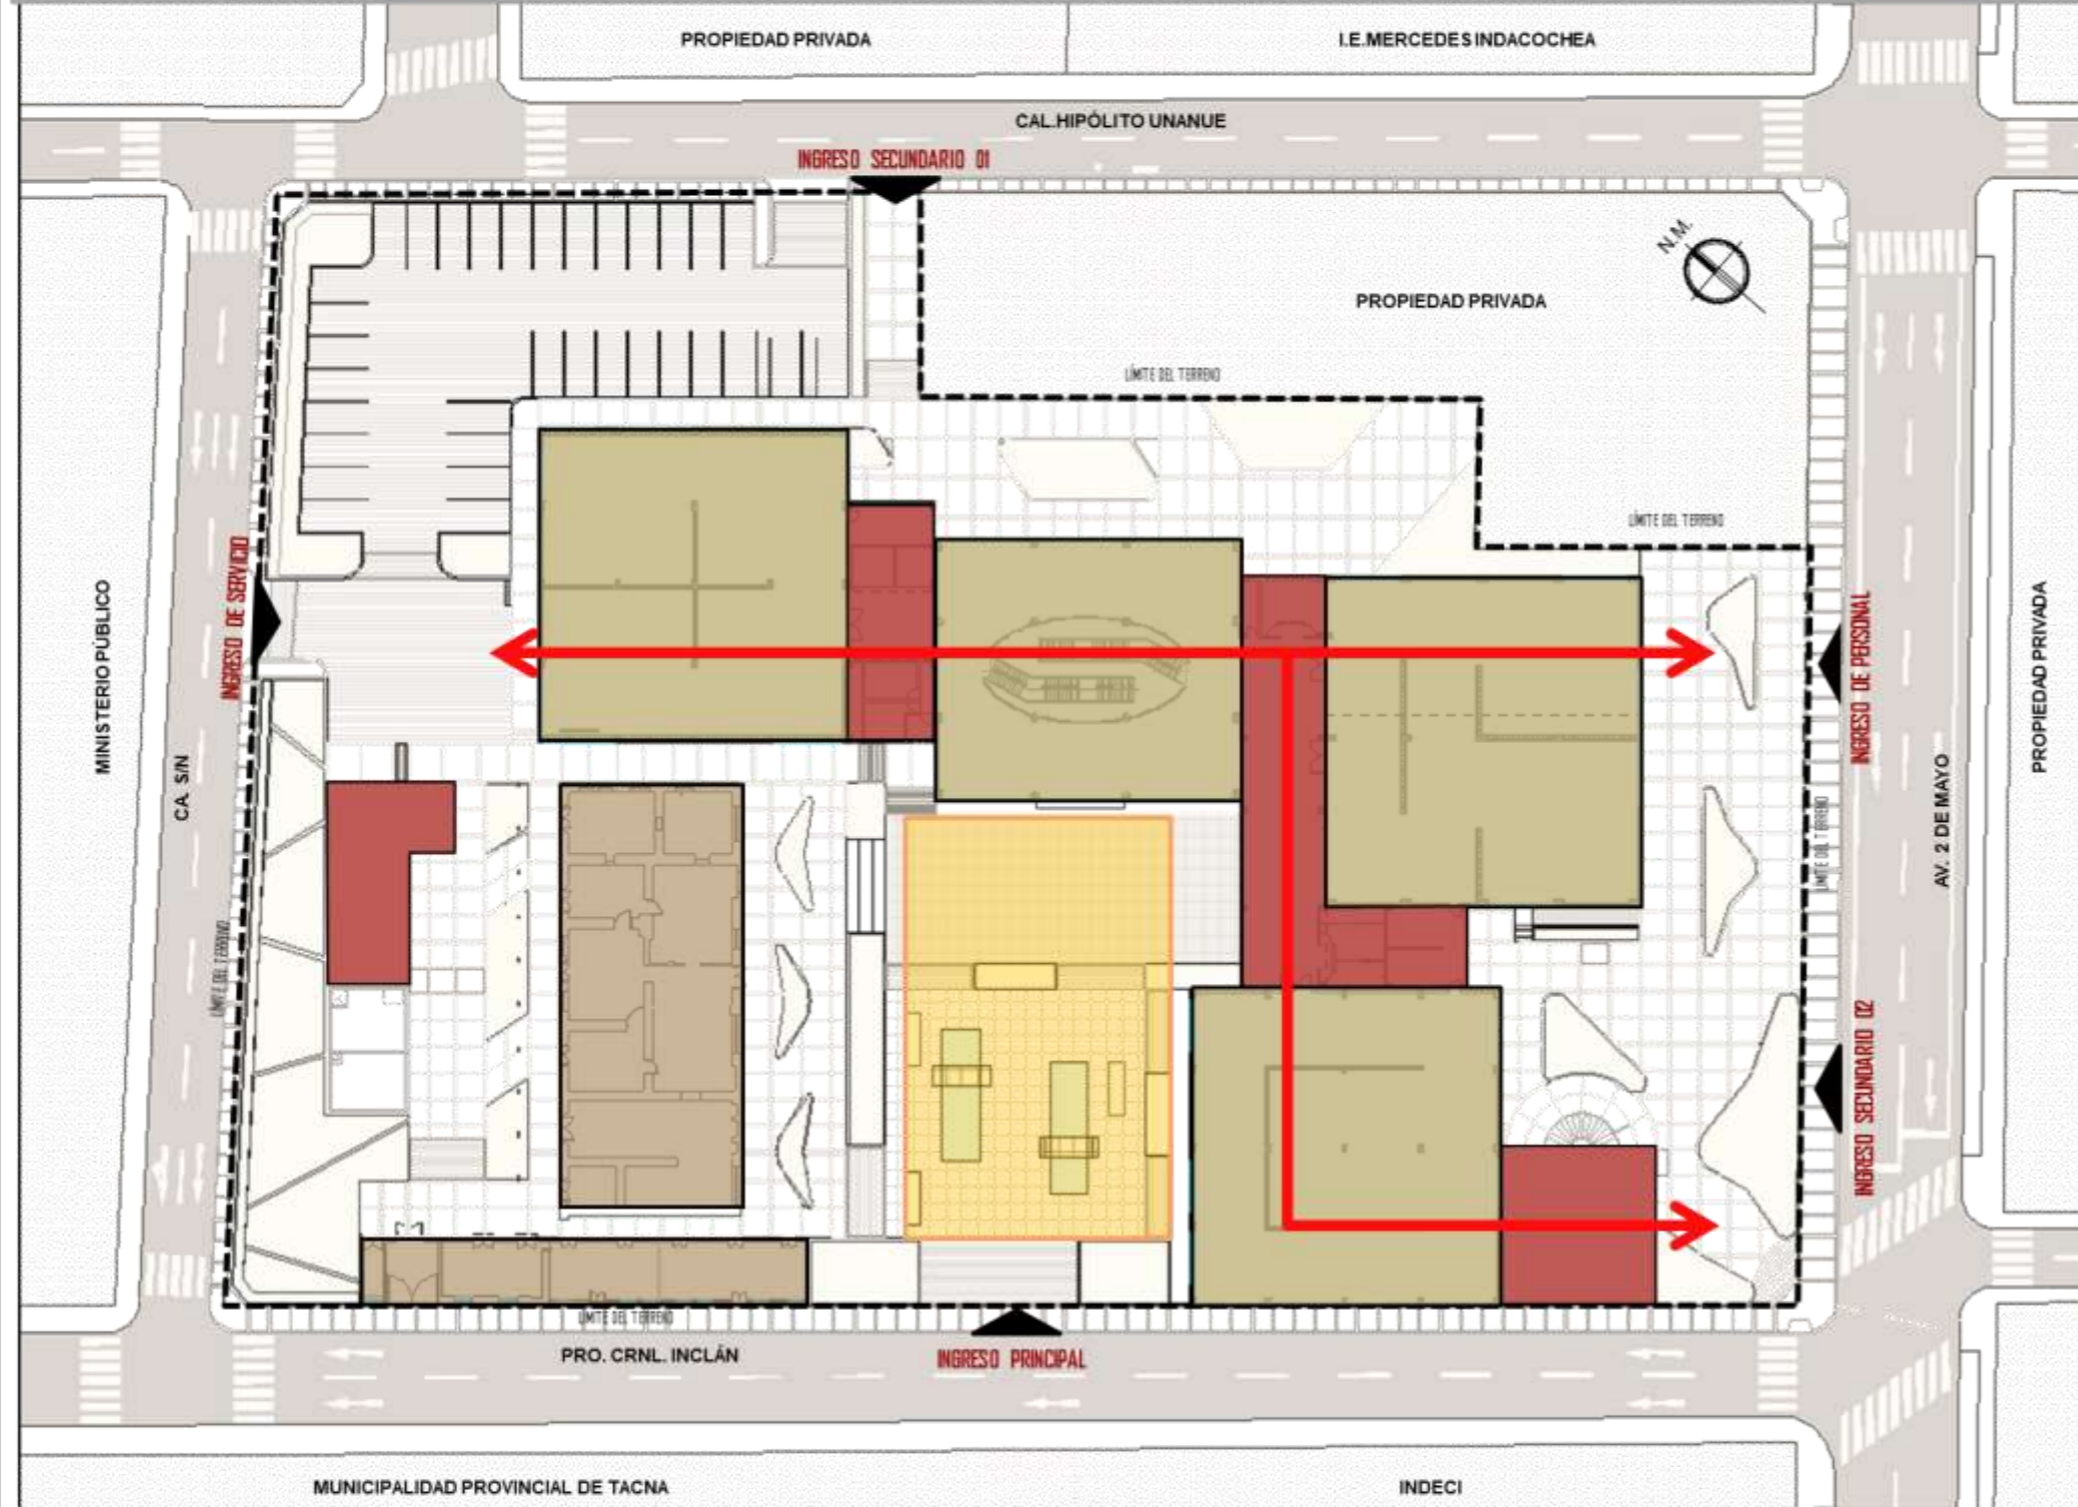 PROPIEDAD PRIVADA
I.E.MERCEDES INDACOCHEA
CAL.HIPÓLITO UNANUE
INGRESO SECUNDARIO 01
N.M.
PROPIEDAD PRIVADA
LÍMITE DEL TERRENO
LÍMITE DEL TERRENO
INGRESO DE SERVICIO
MINISTERIO PÚBLICO
CA. S/N
LÍMITE DEL TERRENO
INGRESO DE PERSONAL
PROPIEDAD PRIVADA
AV. 2 DE MAYO
LÍMITE DEL TERRENO
INGRESO SECUNDARIO 02
LÍMITE DEL TERRENO
PRO. CRNL. INCLÁN
INGRESO PRINCIPAL
MUNICIPALIDAD PROVINCIAL DE TACNA
INDECI